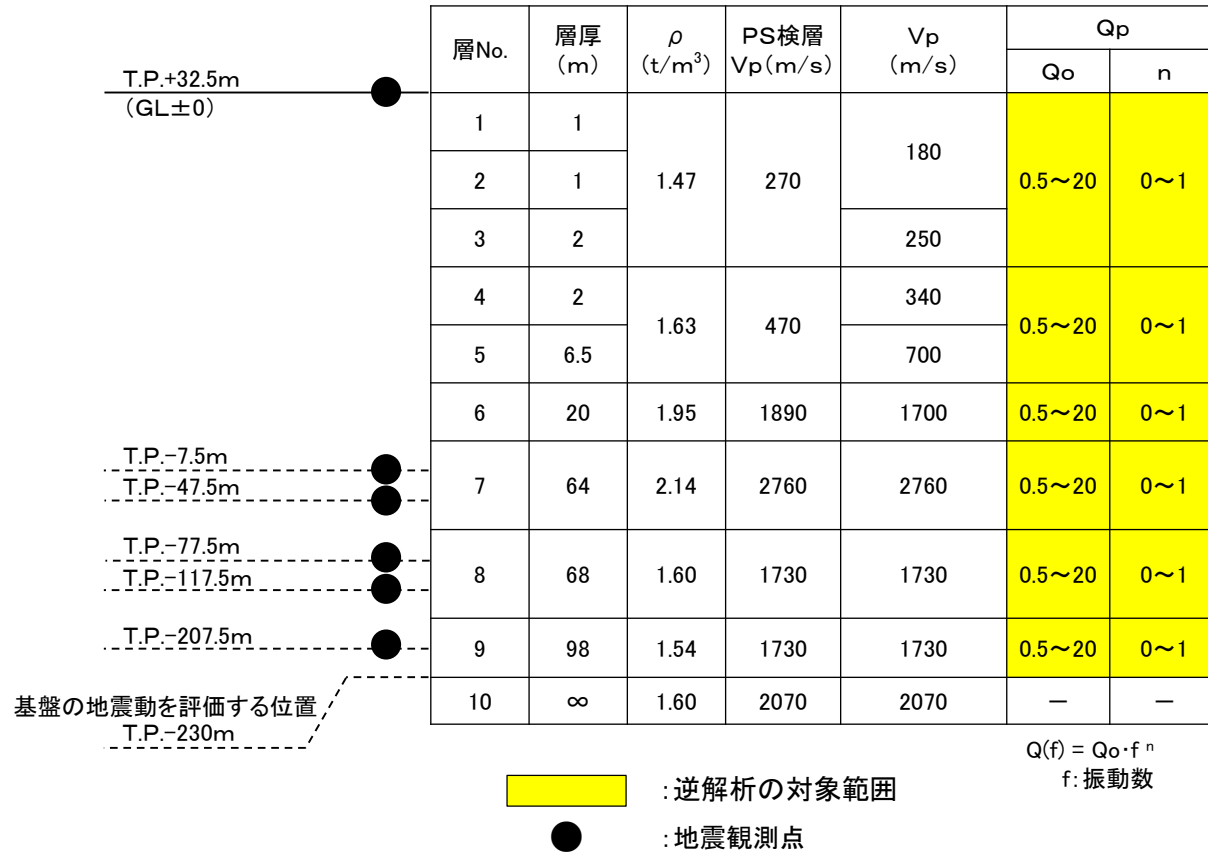 層No. 層厚（m） ρ（t/m³） PS検層Vp(m/s) Vp（m/s） Qp
Qo n
T.P.+32.5m
（GL±0）
1 1 1.47 270 180 0.5～20 0～1
2 1
3 2 250
4 2 1.63 470 340 0.5～20 0～1
5 6.5 700
6 20 1.95 1890 1700 0.5～20 0～1
T.P.-7.5m
T.P.-47.5m
7 64 2.14 2760 2760 0.5～20 0～1
T.P.-77.5m
T.P.-117.5m
8 68 1.60 1730 1730 0.5～20 0～1
T.P.-207.5m
9 98 1.54 1730 1730 0.5～20 0～1
基盤の地震動を評価する位置
T.P.-230m
10 ∞ 1.60 2070 2070 － －
Q(f) = Qo·f ⁿ
f:振動数
:逆解析の対象範囲
:地震観測点